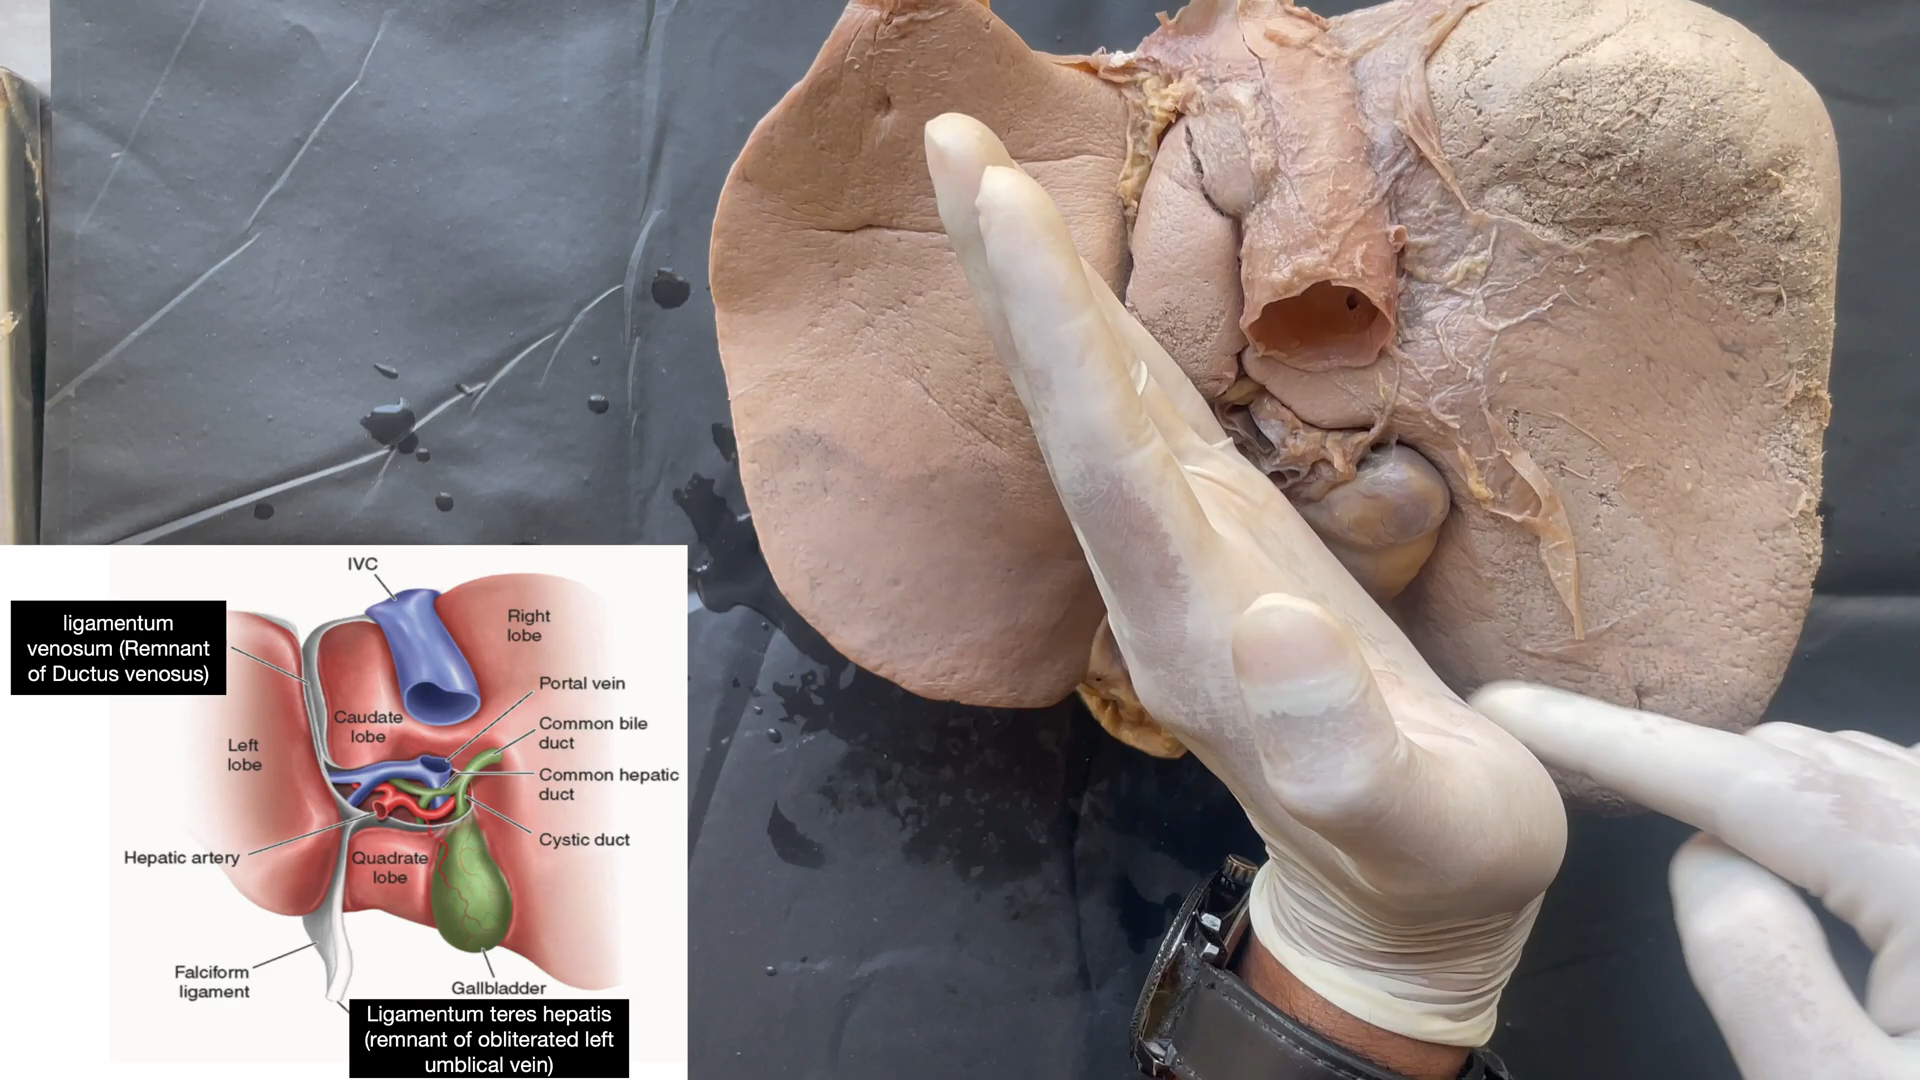 IVC
ligamentum
venosum (Remnant
of Ductus venosus)
Right
lobe
Portal vein
Caudate
lobe
Common bile
duct
Left
lobe
Common hepatic
duct
Cystic duct
Hepatic artery
Quadrate
lobe
Falciform
ligament
Gallbladder
Ligamentum teres hepatis
(remnant of obliterated left
umblical vein)